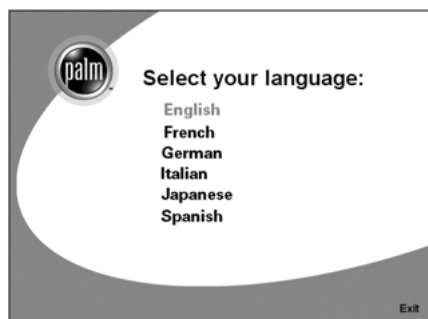 palm
Select your language:
English
French
German
Italian
Japanese
Spanish
Exit